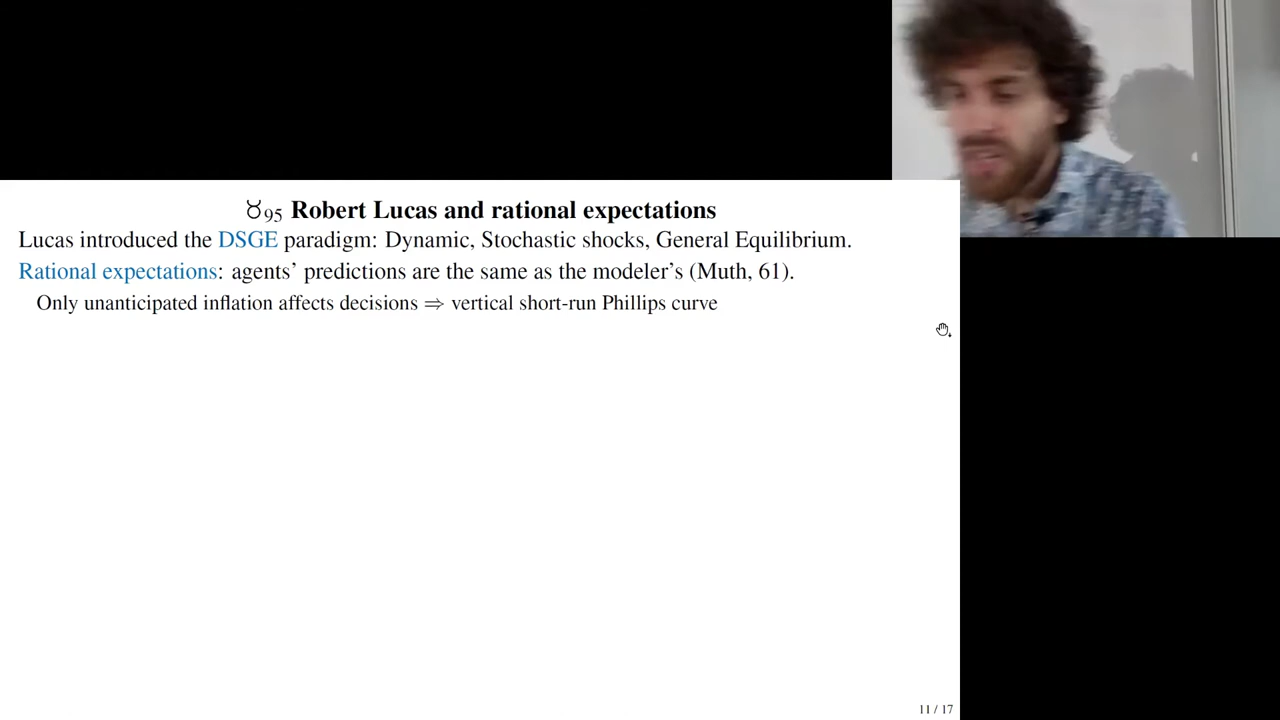 ♉95 Robert Lucas and rational expectations
Lucas introduced the DSGE paradigm: Dynamic, Stochastic shocks, General Equilibrium.
Rational expectations: agents’ predictions are the same as the modeler’s (Muth, 61).
Only unanticipated inflation affects decisions ⇒ vertical short-run Phillips curve
11 / 17